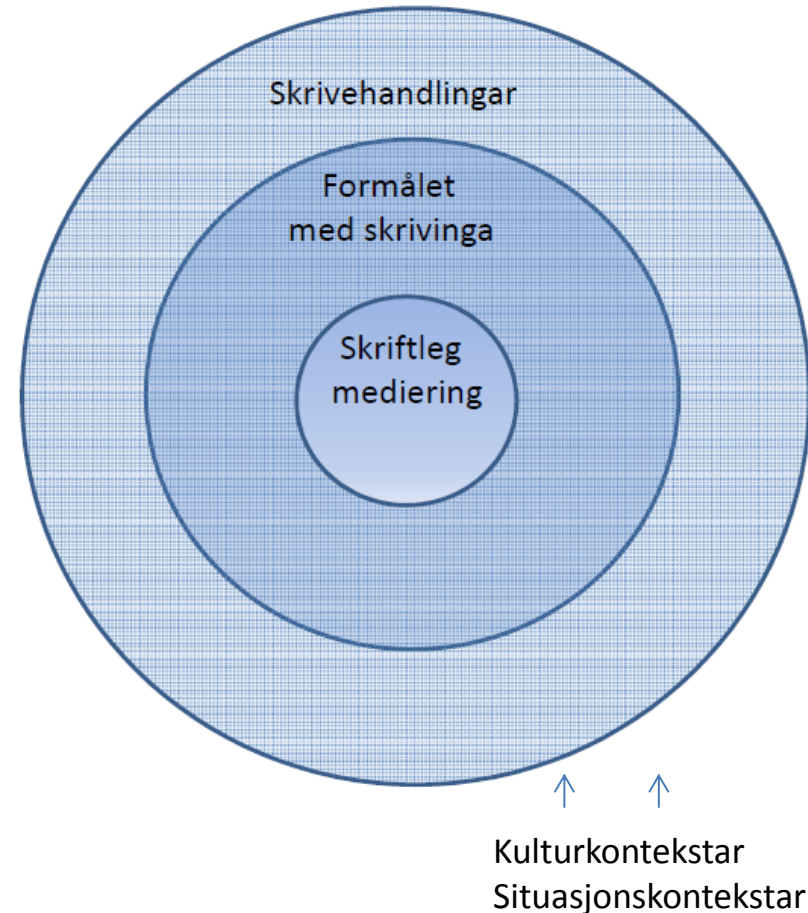 Skrivehandlingar
Formålet
med skrivinga
Skriftleg
mediering
Kulturkontekstar
Situasjonskontekstar